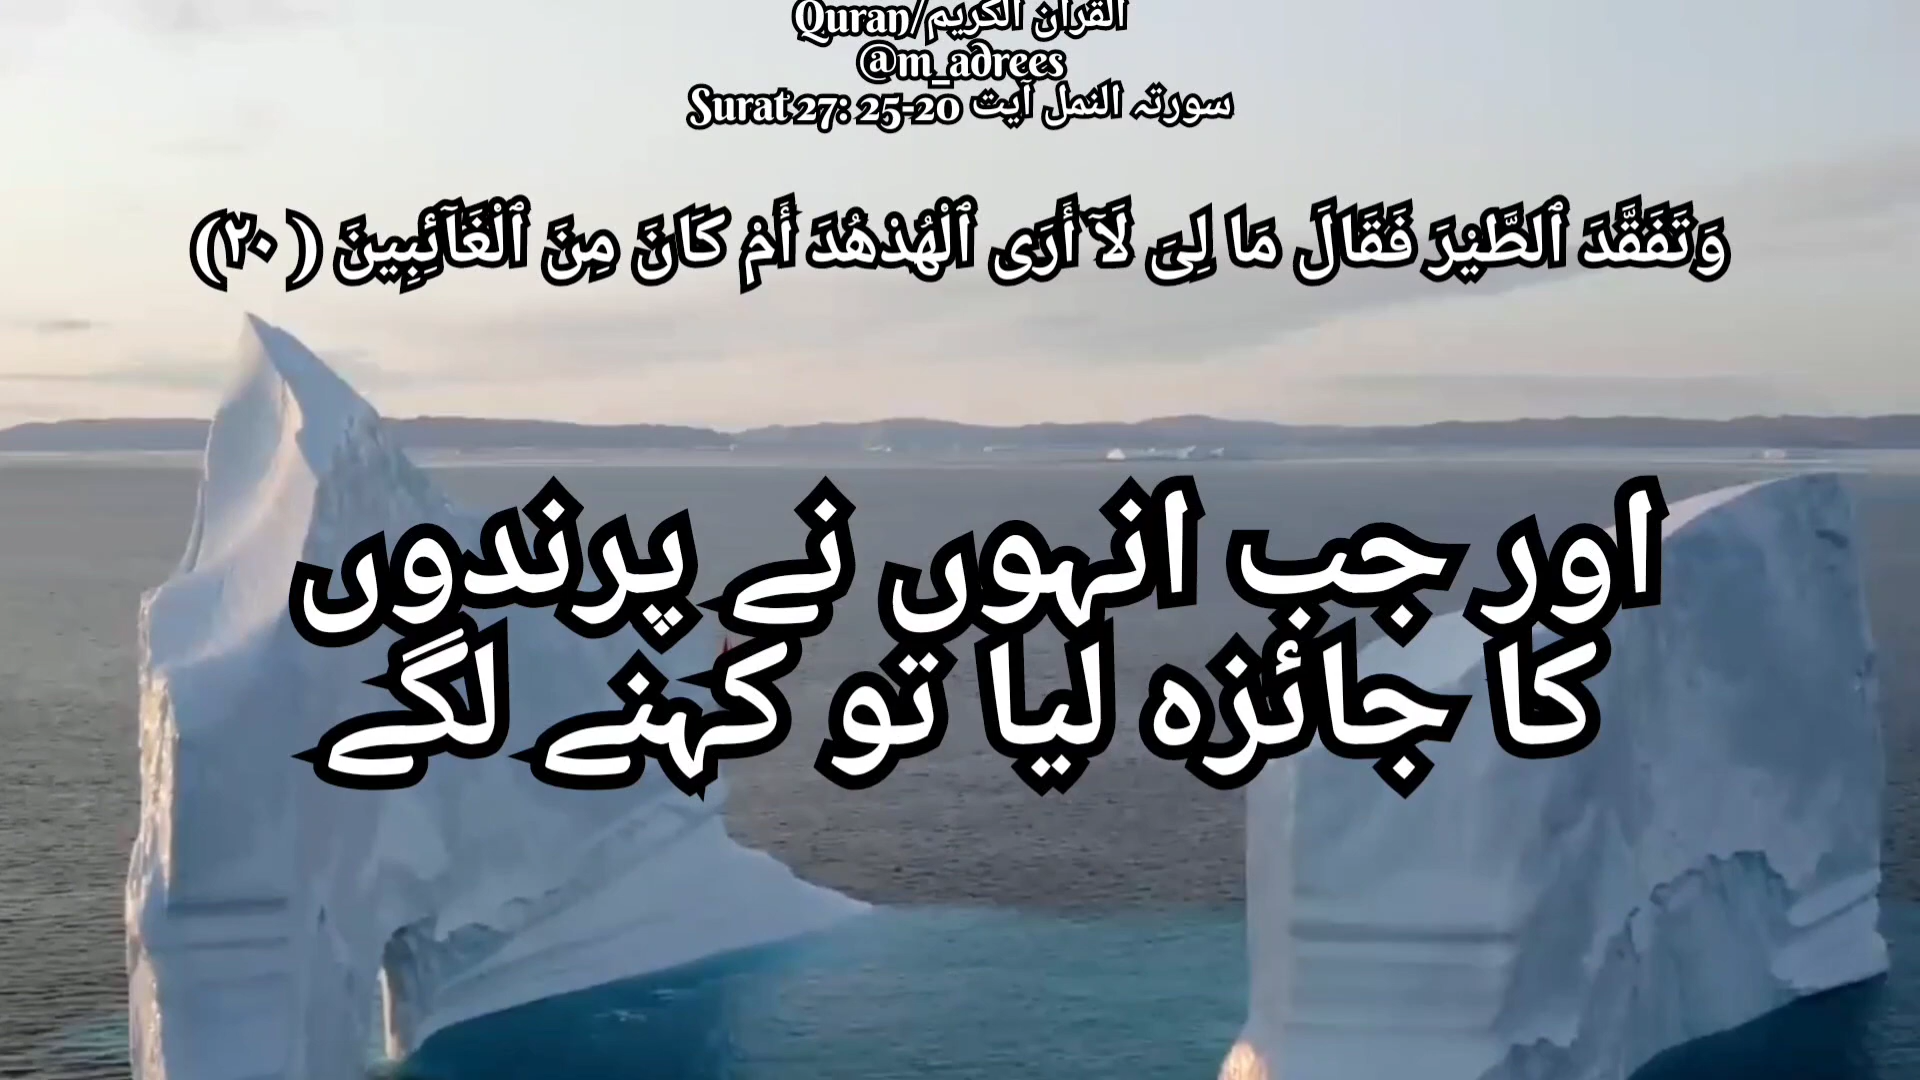 Quran/القرآن الكريم
@m_adrees
Surat 27: 25-20 سورتہ النمل آیت
وَتَفَقَّدَ ٱلطَّيْرَ فَقَالَ مَا لِىَ لَآ أَرَى ٱلْهُدْهُدَ أَمْ كَانَ مِنَ ٱلْغَآئِبِينَ (٢٠)
اور جب انہوں نے پرندوں
کا جائزہ لیا تو کہنے لگے